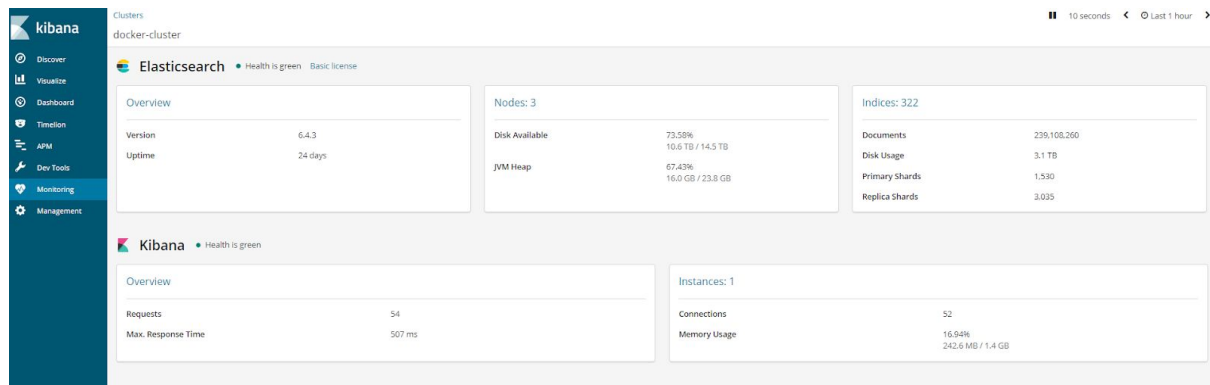 kibana
Discover
Visualize
Dashboard
Timelion
APM
Dev Tools
Monitoring
Management
Clusters
10 seconds Last 1 hour
docker-cluster
Elasticsearch Health is green Basic license
Overview
Version 6.4.3
Uptime 24 days
Nodes: 3
Disk Available 73.58%
10.6 TB / 14.5 TB
JVM Heap 67.43%
16.0 GB / 23.8 GB
Indices: 322
Documents 239,108,260
Disk Usage 3.1 TB
Primary Shards 1,530
Replica Shards 3,035
Kibana Health is green
Overview
Requests 54
Max. Response Time 507 ms
Instances: 1
Connections 52
Memory Usage 16.94%
242.6 MB / 1.4 GB